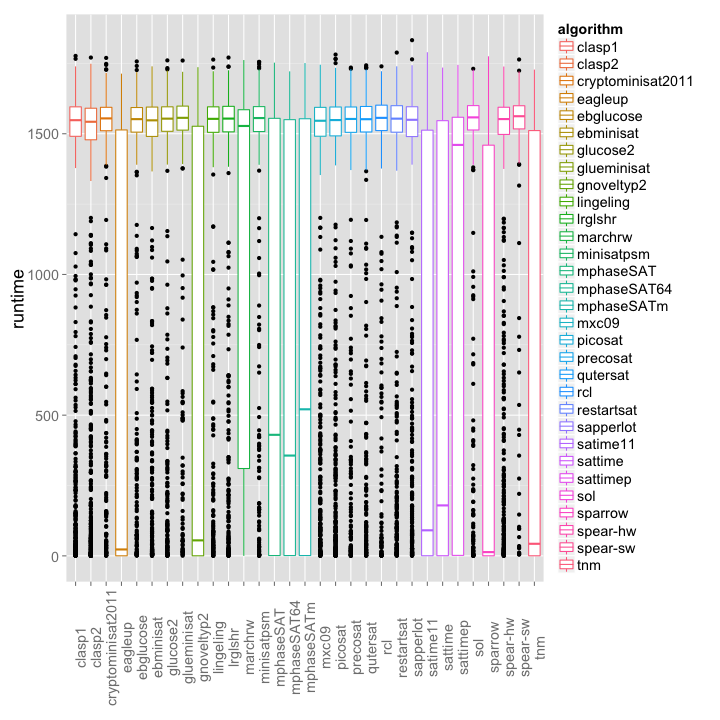 algorithm
clasp1
clasp2
cryptominisat2011
eagleup
ebglucose
ebminisat
glucose2
glueminisat
gnoveltyp2
lingeling
lrglshr
marchrw
minisatpsm
mphaseSAT
mphaseSAT64
mphaseSATm
mxc09
picosat
precosat
qutersat
rcl
restartsat
sapperlot
satime11
sattime
sattimep
sol
sparrow
spear-hw
spear-sw
tnm
runtime
1500
1000
500
0
clasp1
clasp2
cryptominisat2011
eagleup
ebglucose
ebminisat
glucose2
glueminisat
gnoveltyp2
lingeling
lrglshr
marchrw
minisatpsm
mphaseSAT
mphaseSAT64
mphaseSATm
mxc09
picosat
precosat
qutersat
rcl
restartsat
sapperlot
satime11
sattime
sattimep
sol
sparrow
spear-hw
spear-sw
tnm